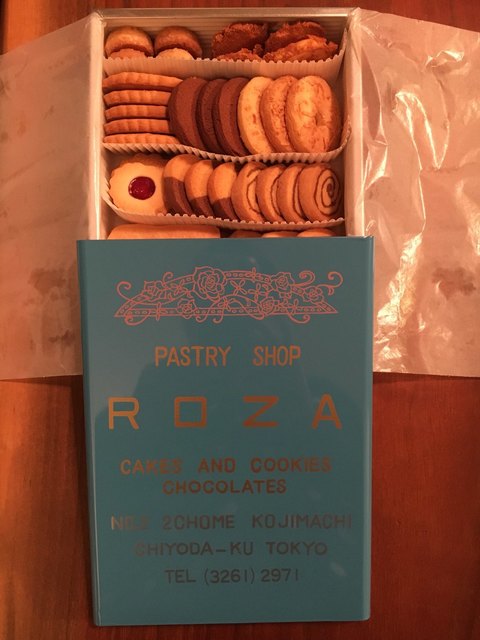 PASTRY SHOP
ROZA
CAKES AND COOKIES
CHOCOLATES
NO.2 2CHOME KOJIMACHI
CHIYODA-KU TOKYO
TEL (3261) 2971